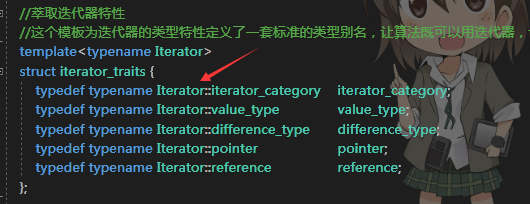 //萃取迭代器特性
//这个模板为迭代器的类型特性定义了一套标准的类型别名，让算法既可以用迭代器，
template<typename Iterator>
struct iterator_traits {
typedef typename Iterator::iterator_category iterator_category;
typedef typename Iterator::value_type value_type;
typedef typename Iterator::difference_type difference_type;
typedef typename Iterator::pointer pointer;
typedef typename Iterator::reference reference;
};